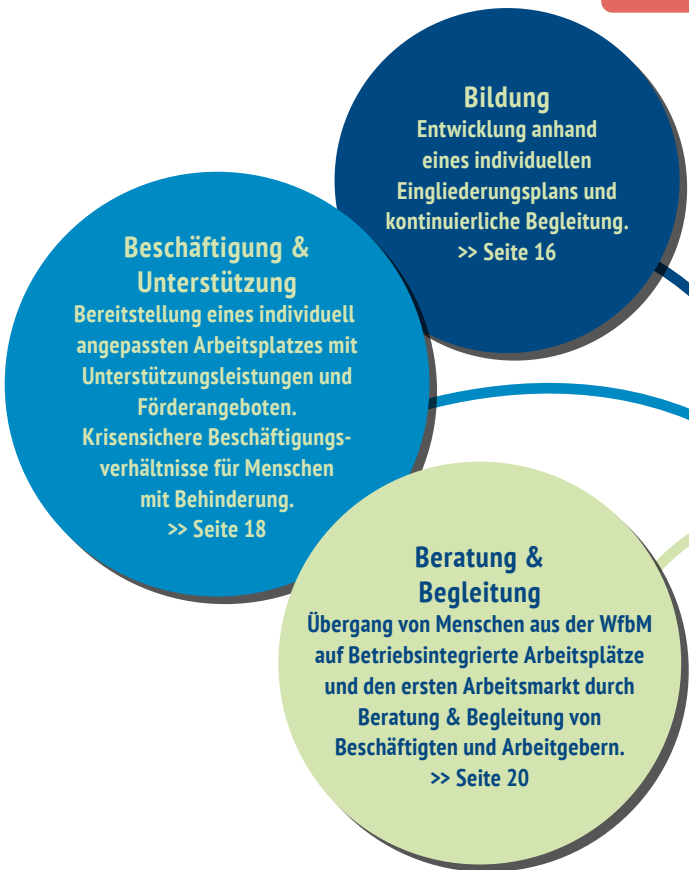 Bildung
Entwicklung anhand
eines individuellen
Eingliederungsplans und
kontinuierliche Begleitung.
>> Seite 16
Beschäftigung &
Unterstützung
Bereitstellung eines individuell
angepassten Arbeitsplatzes mit
Unterstützungsleistungen und
Förderangeboten.
Krisensichere Beschäftigungs-
verhältnisse für Menschen
mit Behinderung.
>> Seite 18
Beratung &
Begleitung
Übergang von Menschen aus der WfbM
auf Betriebsintegrierte Arbeitsplätze
und den ersten Arbeitsmarkt durch
Beratung & Begleitung von
Beschäftigten und Arbeitgebern.
>> Seite 20